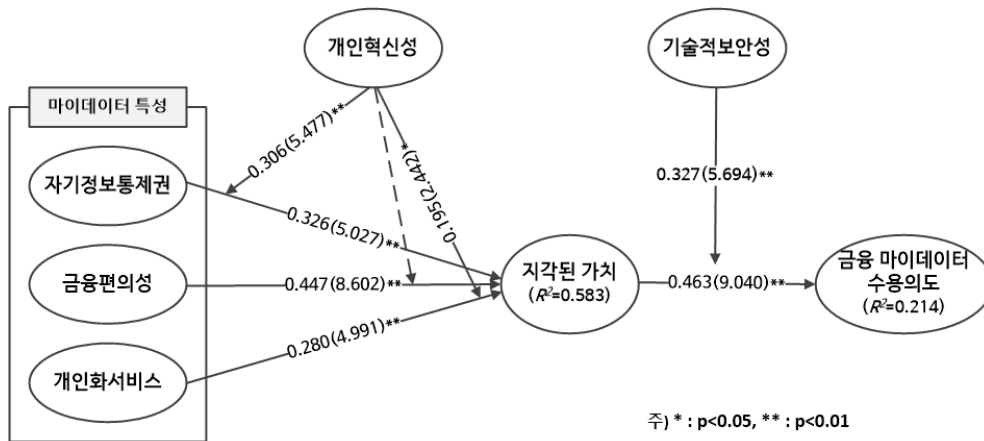 개인혁신성
기술적보안성
마이데이터 특성
0.306(5.477)**
0.195(2.442)*
자기정보통제권
0.327(5.694)**
0.326(5.027)**
금융편의성
0.447(8.602)**
지각된 가치
(R²=0.583)
0.463(9.040)**
금융 마이데이터
수용의도
(R²=0.214)
0.280(4.991)**
개인화서비스
주) * : p<0.05, ** : p<0.01